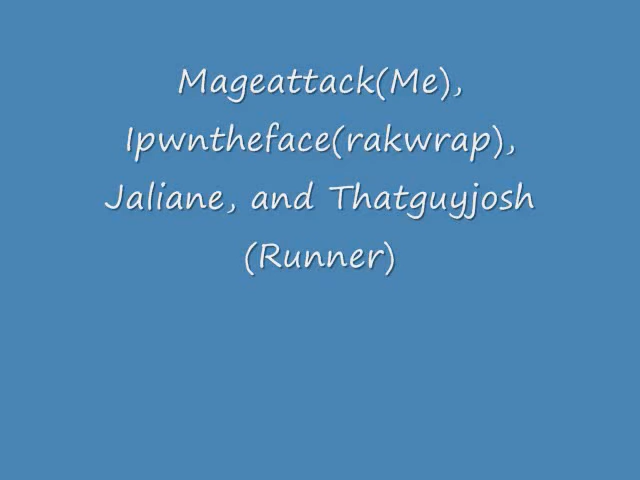 Mageattack(Me),
Ipwntheface(rakwrap),
Jaliane, and Thatguyjosh
(Runner)